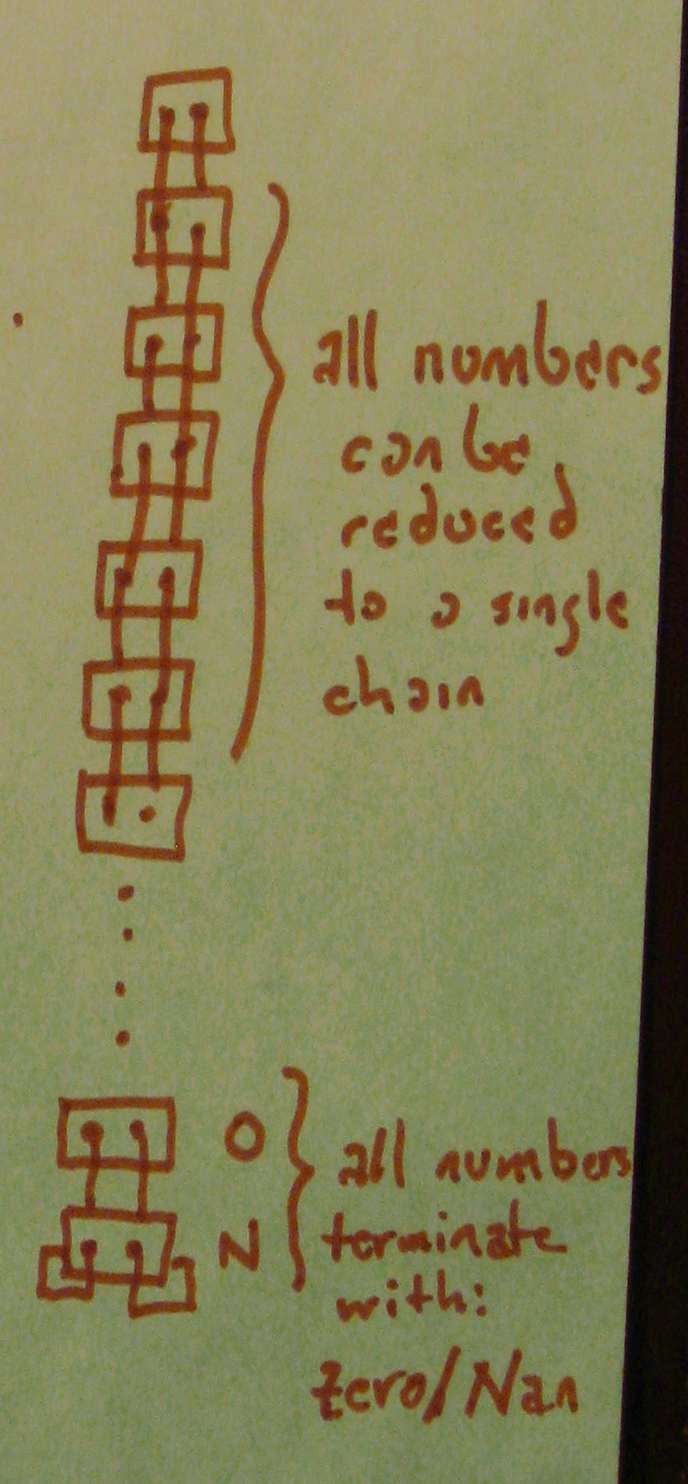 all numbers
can be
reduced
to a single
chain
O
N
all numbers
terminate
with:
Zero/Nan